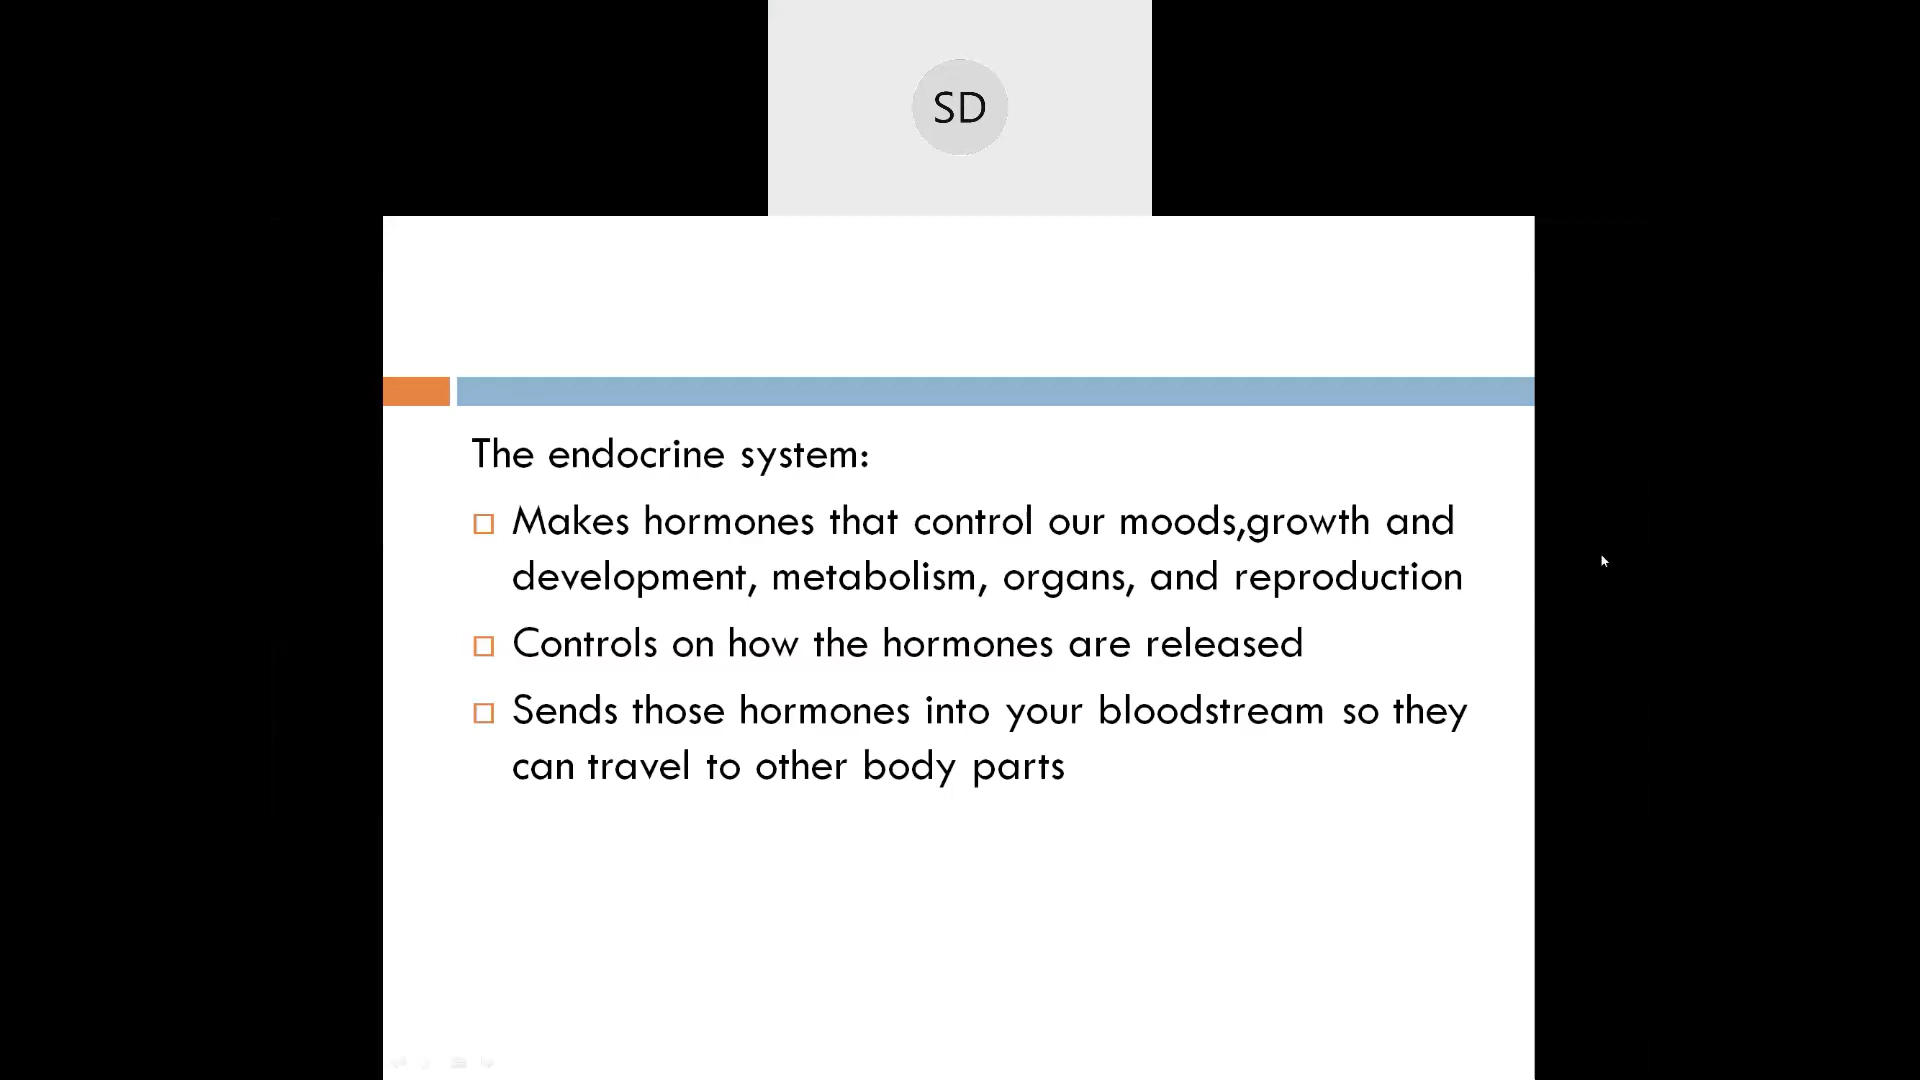 SD
The endocrine system:
Makes hormones that control our moods,growth and
development, metabolism, organs, and reproduction
Controls on how the hormones are released
Sends those hormones into your bloodstream so they
can travel to other body parts